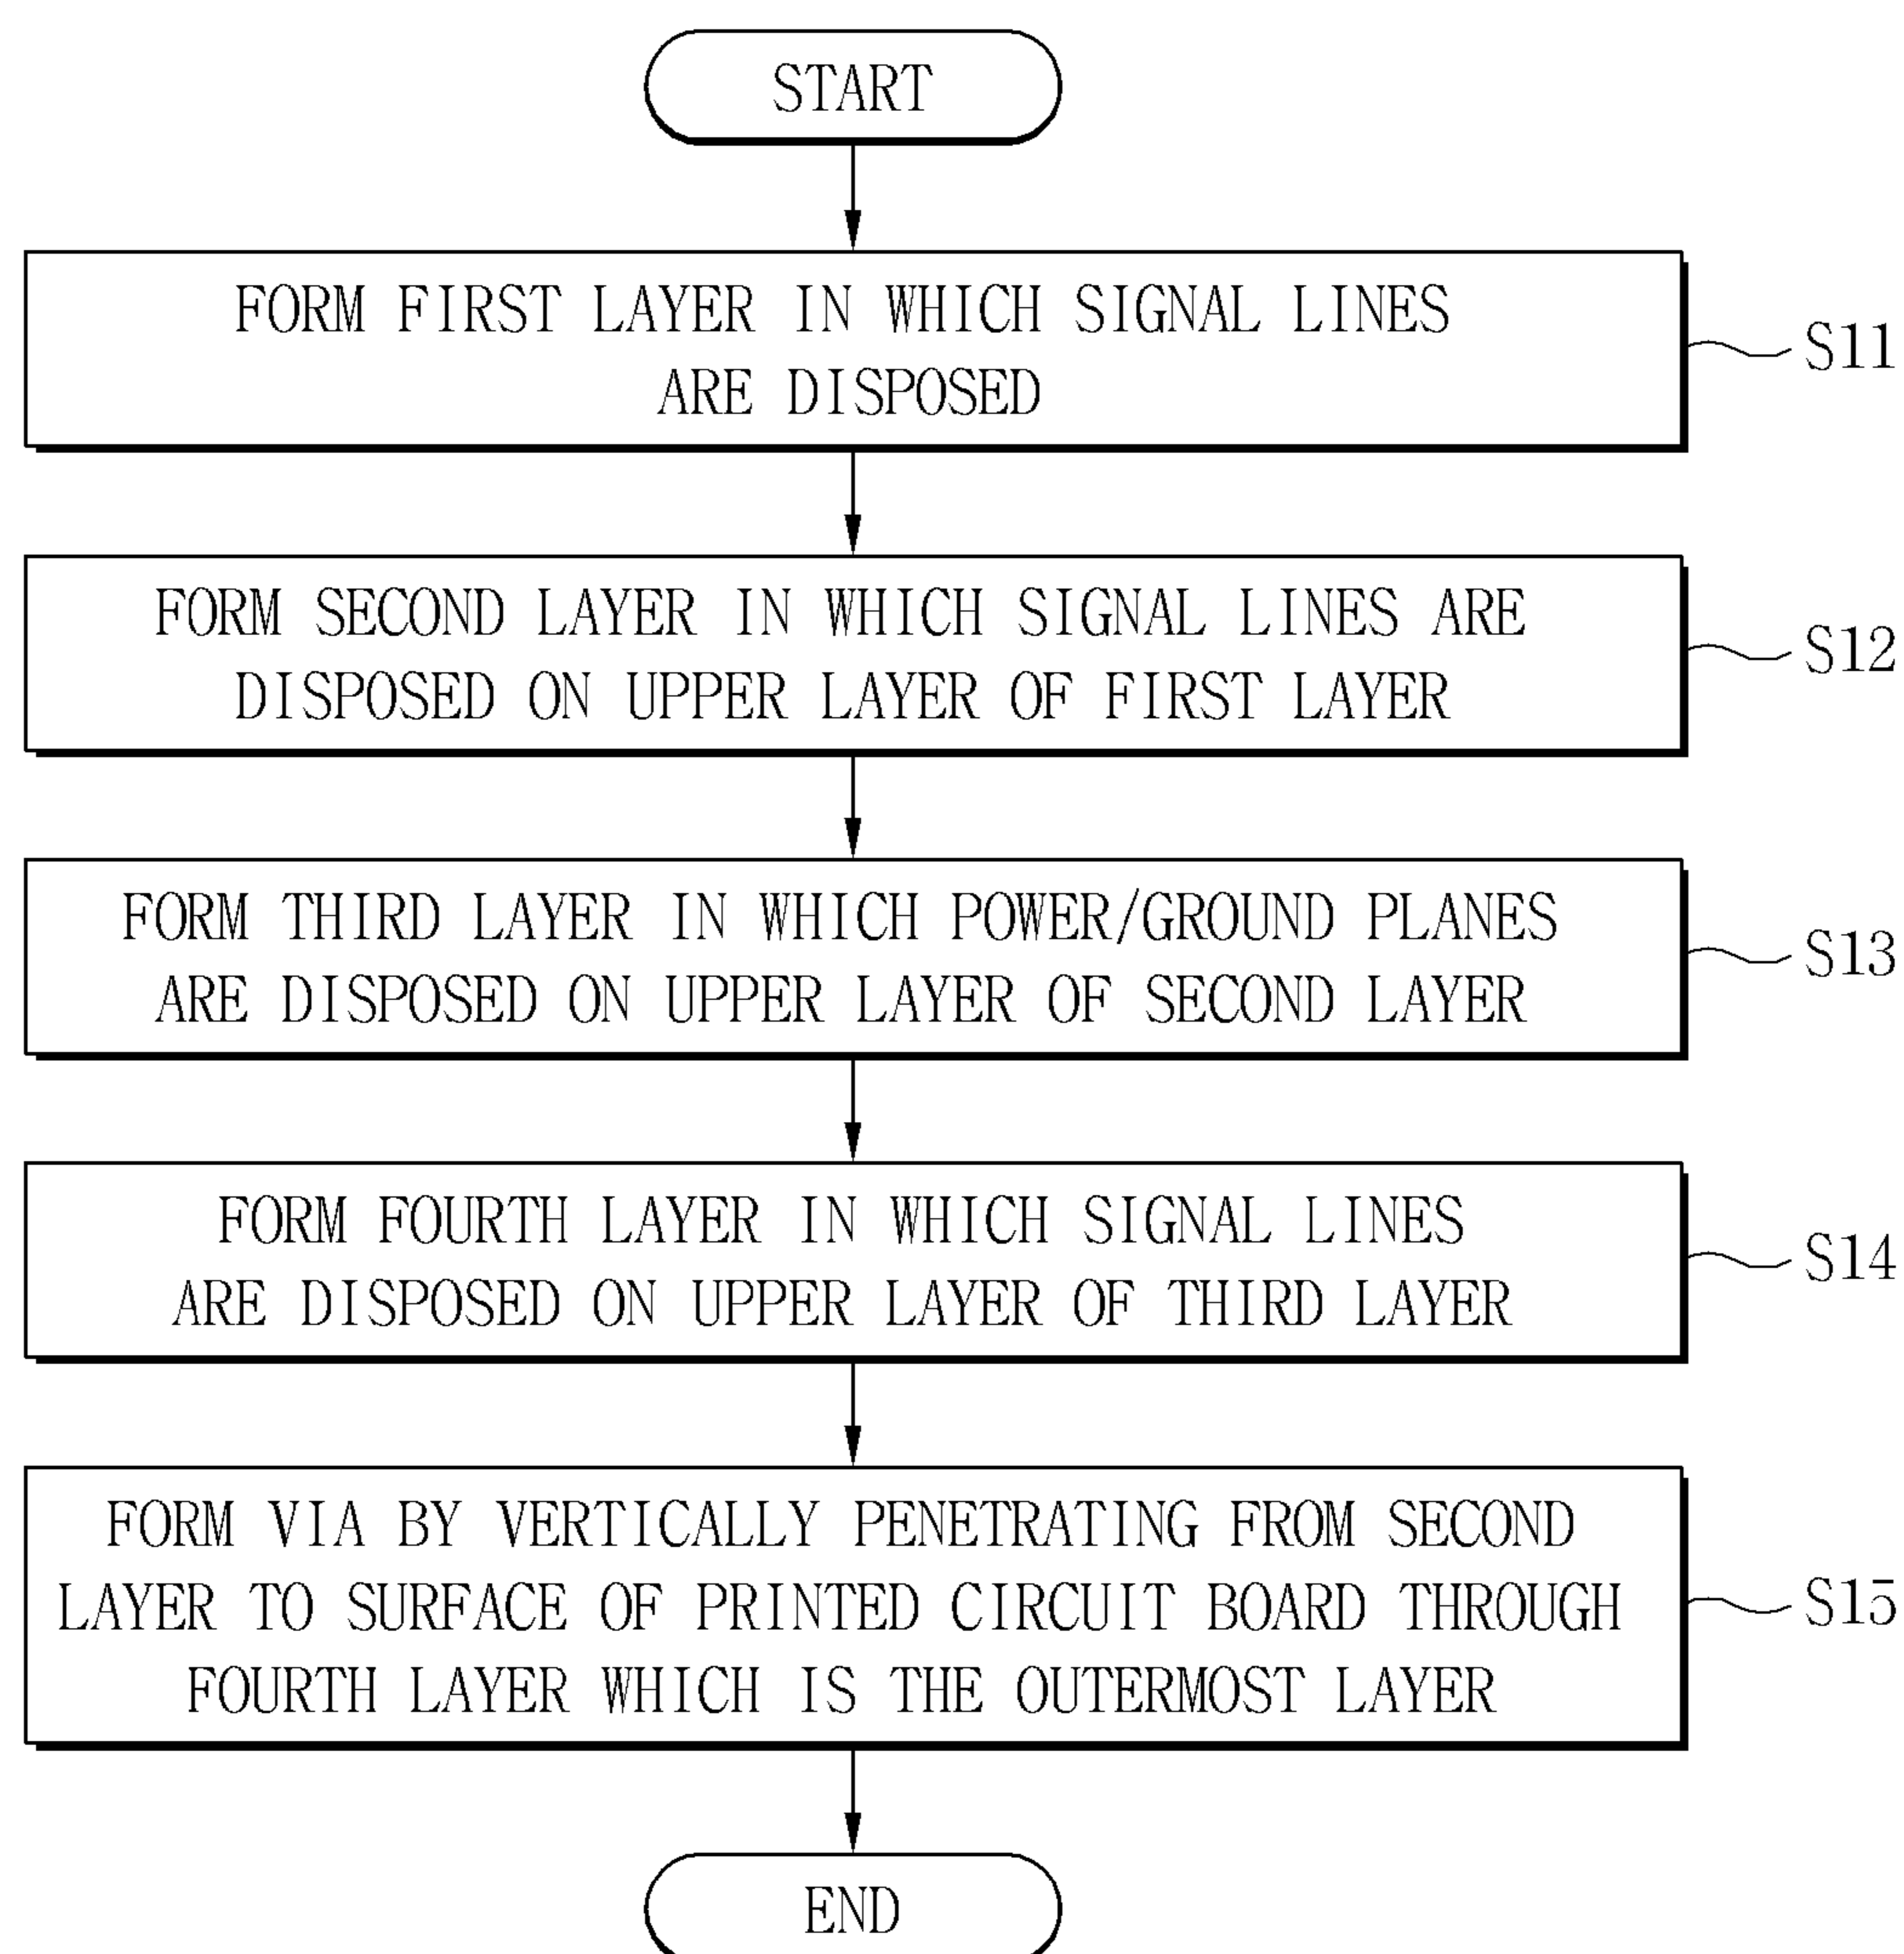 START
FORM FIRST LAYER IN WHICH SIGNAL LINES
ARE DISPOSED
S11
FORM SECOND LAYER IN WHICH SIGNAL LINES ARE
DISPOSED ON UPPER LAYER OF FIRST LAYER
S12
FORM THIRD LAYER IN WHICH POWER/GROUND PLANES
ARE DISPOSED ON UPPER LAYER OF SECOND LAYER
S13
FORM FOURTH LAYER IN WHICH SIGNAL LINES
ARE DISPOSED ON UPPER LAYER OF THIRD LAYER
S14
FORM VIA BY VERTICALLY PENETRATING FROM SECOND
LAYER TO SURFACE OF PRINTED CIRCUIT BOARD THROUGH
FOURTH LAYER WHICH IS THE OUTERMOST LAYER
S15
END